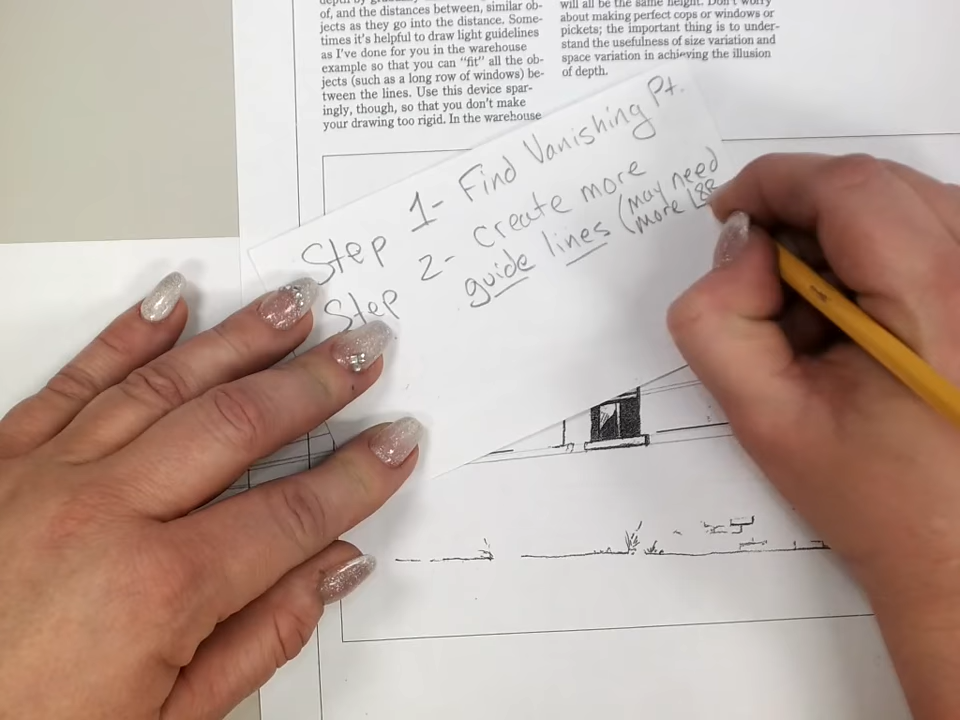 of, and the distances between, similar ob-
jects as they go into the distance. Some-
times it's helpful to draw light guidelines
as I've done for you in the warehouse
example so that you can "fit" all the ob-
jects (such as a long row of windows) be-
tween the lines. Use this device spar-
ingly, though, so that you don't make
your drawing too rigid. In the warehouse
will all be the same height. Don't worry
about making perfect cops or windows or
pickets; the important thing is to under-
stand the usefulness of size variation and
space variation in achieving the illusion
of depth.
Step 1- Find Vanishing Pt.
Step 2- create more
guide lines (may need
more